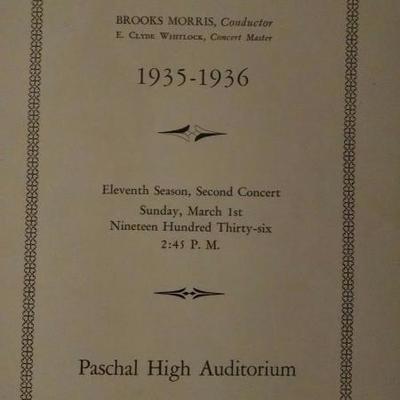 BROOKS MORRIS, Conductor
E. CLYDE WHITLOCK, Concert Master
1935-1936
Eleventh Season, Second Concert
Sunday, March 1st
Nineteen Hundred Thirty-six
2:45 P. M.
Paschal High Auditorium